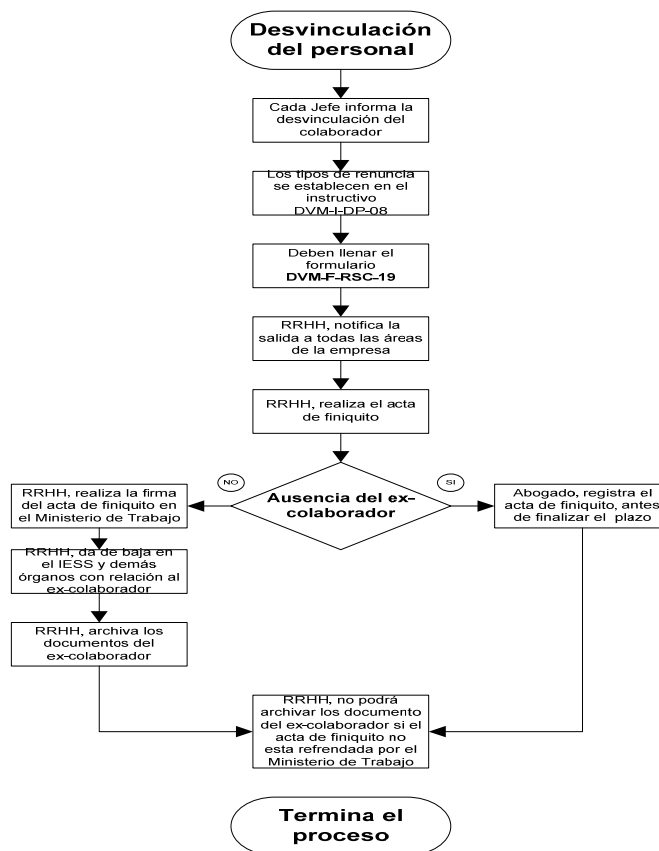 Desvinculación
del personal
Cada Jefe informa la
desvinculación del
colaborador
Los tipos de renuncia
se establecen en el
instructivo
DVM-I-DP-08
Deben llenar el
formulario
DVM-F-RSC-19
RRHH, notifica la
salida a todas las áreas
de la empresa
RRHH, realiza el acta
de finiquito
Ausencia del ex-
colaborador
NO
SI
RRHH, realiza la firma
del acta de finiquito en
el Ministerio de Trabajo
RRHH, da de baja en
el IESS y demás
órganos con relación al
ex-colaborador
RRHH, archiva los
documentos del
ex-colaborador
Abogado, registra el
acta de finiquito, antes
de finalizar el plazo
RRHH, no podrá
archivar los documento
del ex-colaborador si el
acta de finiquito no
esta refrendada por el
Ministerio de Trabajo
Termina el
proceso